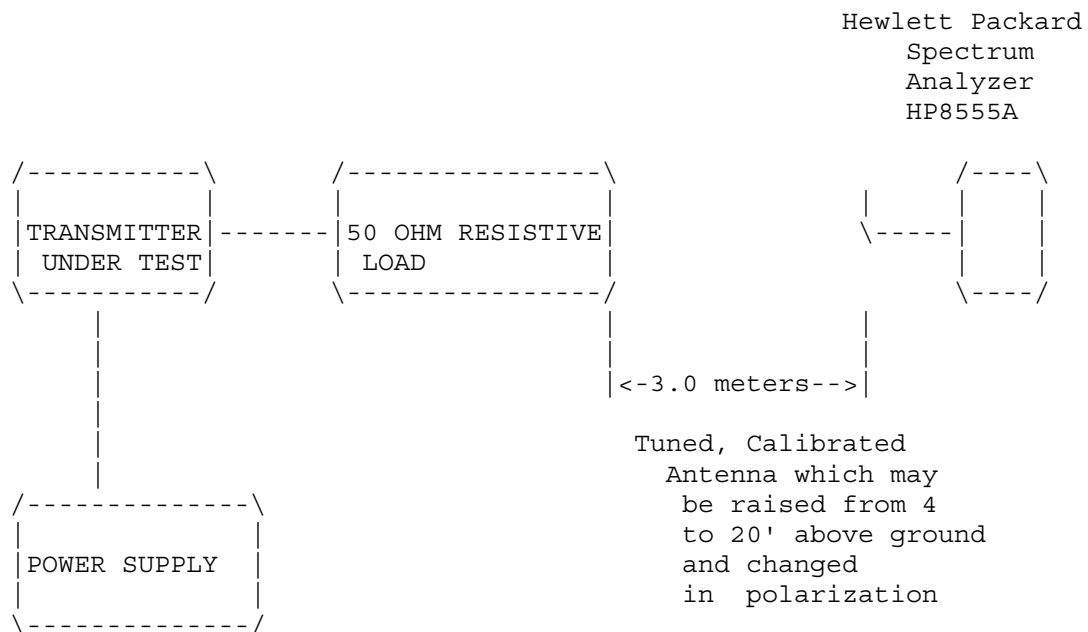 Hewlett Packard
Spectrum
Analyzer
HP8555A
TRANSMITTER
UNDER TEST
50 OHM RESISTIVE
LOAD
<-3.0 meters-->
Tuned, Calibrated
Antenna which may
be raised from 4
to 20' above ground
and changed
in polarization
POWER SUPPLY